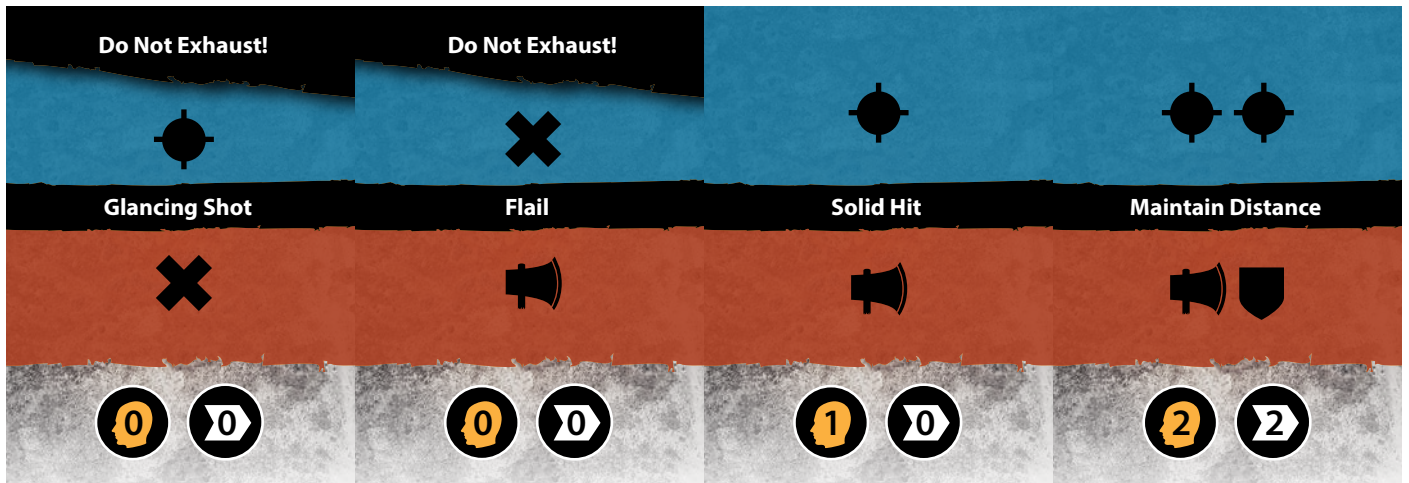 Do Not Exhaust!
Do Not Exhaust!
Glancing Shot
Flail
Solid Hit
Maintain Distance
0 0
0 0
1 0
2 2